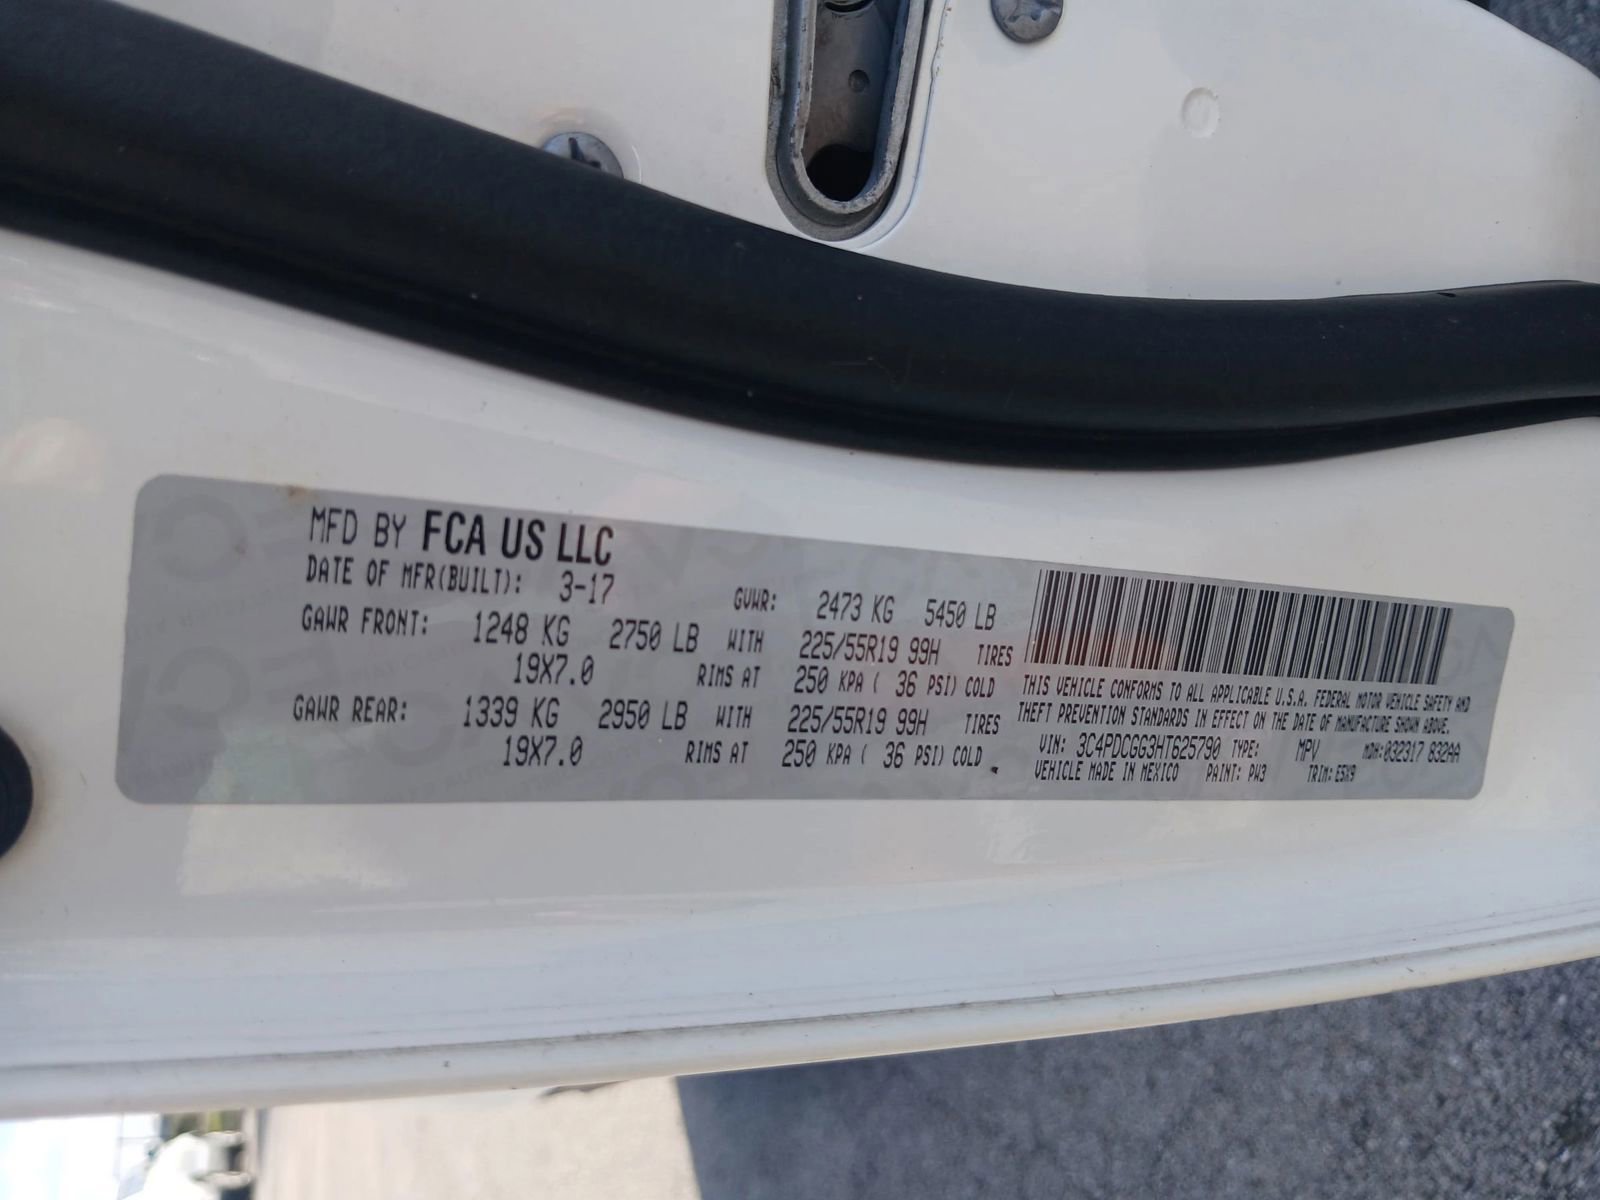 MFD BY FCA US LLC
DATE OF MFR(BUILT): 3-17 GVWR: 2473 KG 5450 LB
GAWR FRONT: 1248 KG 2750 LB WITH 225/55R19 99H TIRES
19X7.0 RIMS AT 250 KPA ( 36 PSI) COLD
GAWR REAR: 1339 KG 2950 LB WITH 225/55R19 99H TIRES
19X7.0 RIMS AT 250 KPA ( 36 PSI) COLD
THIS VEHICLE CONFORMS TO ALL APPLICABLE U.S.A. FEDERAL MOTOR VEHICLE SAFETY AND
THEFT PREVENTION STANDARDS IN EFFECT ON THE DATE OF MANUFACTURE SHOWN ABOVE.
VIN: 3C4PDCGG3HT625790 TYPE: MPV MDH:032317 832AA
VEHICLE MADE IN MEXICO PAINT: PW3 TRIM: E5X9